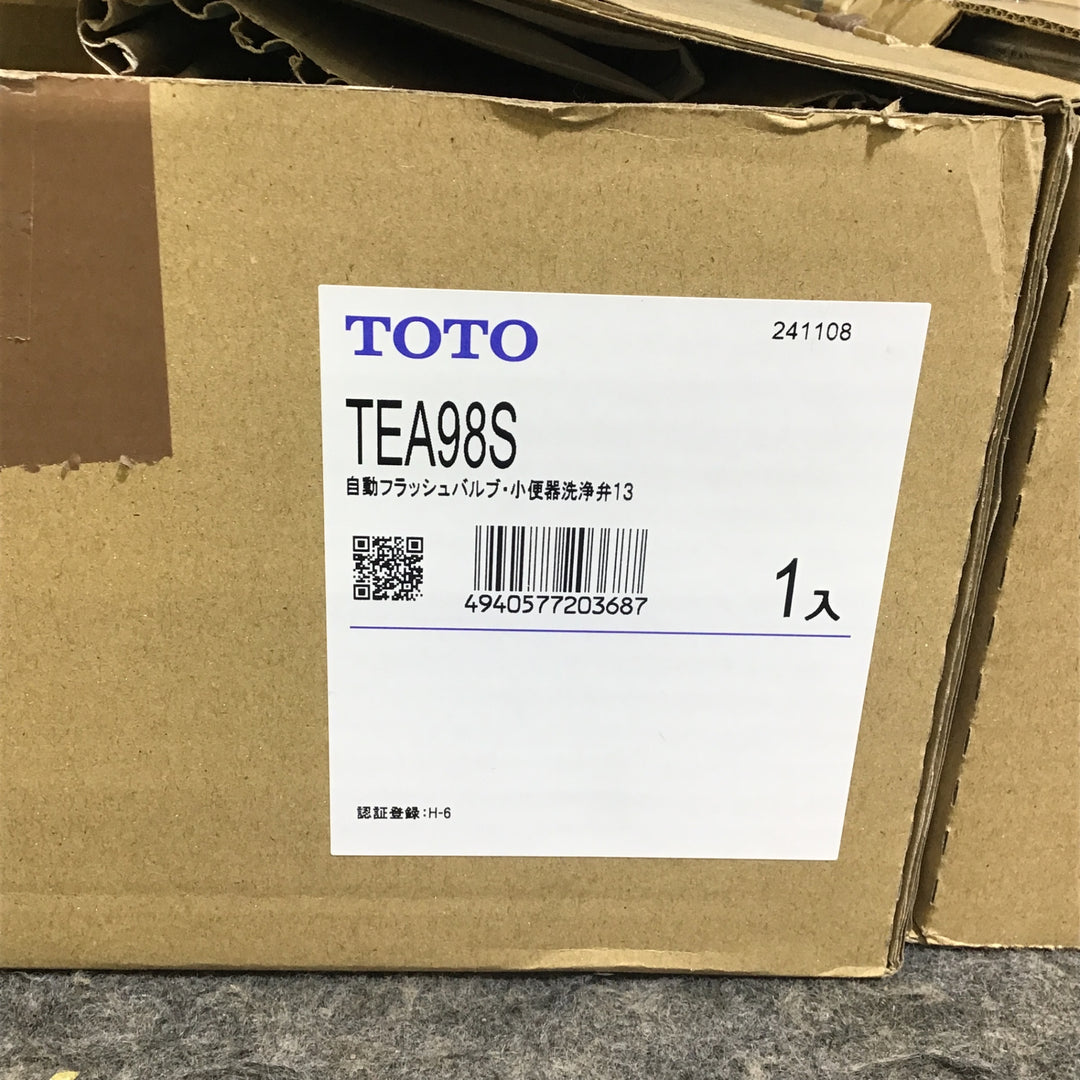 TOTO 241108
TEA98S
自動フラッシュバルブ・小便器洗浄弁13
4940577203687
1入
認証登録:H-6